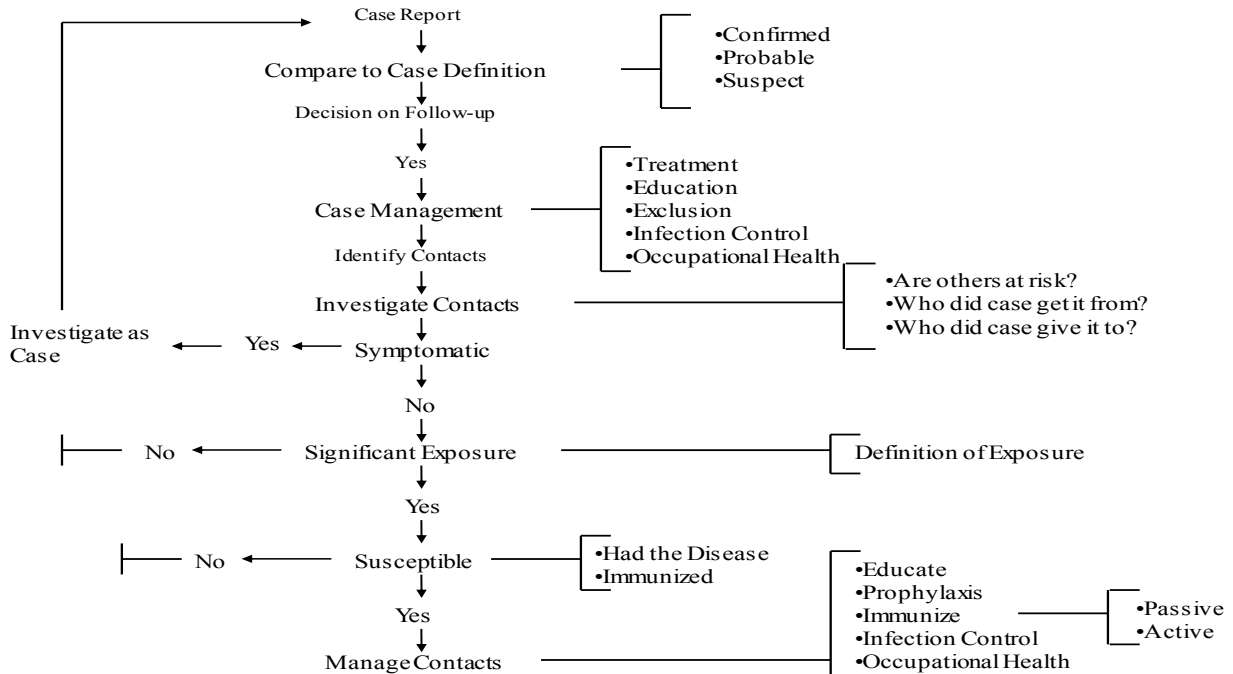 Case Report
Compare to Case Definition
•Confirmed
•Probable
•Suspect
Decision on Follow-up
Yes
Case Management
•Treatment
•Education
•Exclusion
•Infection Control
•Occupational Health
Identify Contacts
Investigate Contacts
•Are others at risk?
•Who did case get it from?
•Who did case give it to?
Symptomatic
Yes
Investigate as
Case
No
Significant Exposure
No
Definition of Exposure
Yes
Susceptible
No
•Had the Disease
•Immunized
Yes
Manage Contacts
•Educate
•Prophylaxis
•Immunize
•Infection Control
•Occupational Health
•Passive
•Active